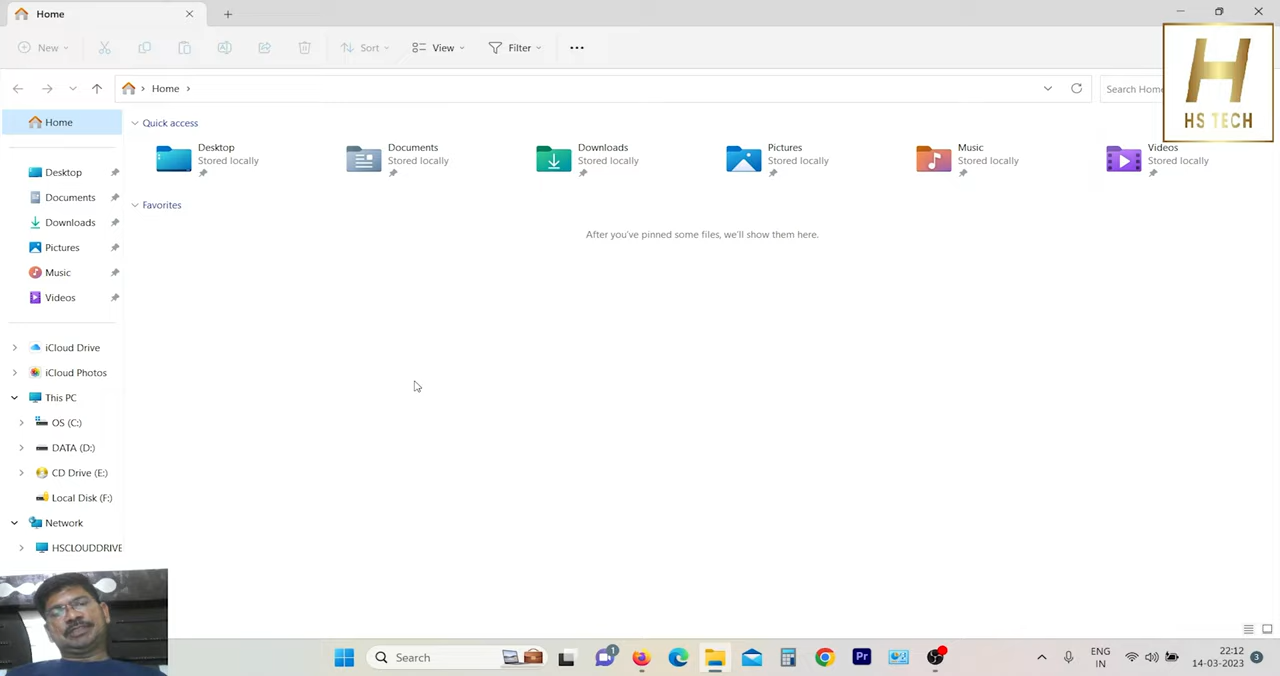 Home
New
Sort
View
Filter
Home
Search Home
HS TECH
Home
Quick access
Desktop
Stored locally
Documents
Stored locally
Downloads
Stored locally
Pictures
Stored locally
Music
Stored locally
Videos
Stored locally
Favorites
After you've pinned some files, we'll show them here.
Desktop
Documents
Downloads
Pictures
Music
Videos
iCloud Drive
iCloud Photos
This PC
OS (C:)
DATA (D:)
CD Drive (E:)
Local Disk (F:)
Network
HSCLOUDDRIVE
Search
1
Pr
ENG
IN
22:12
14-03-2023
3